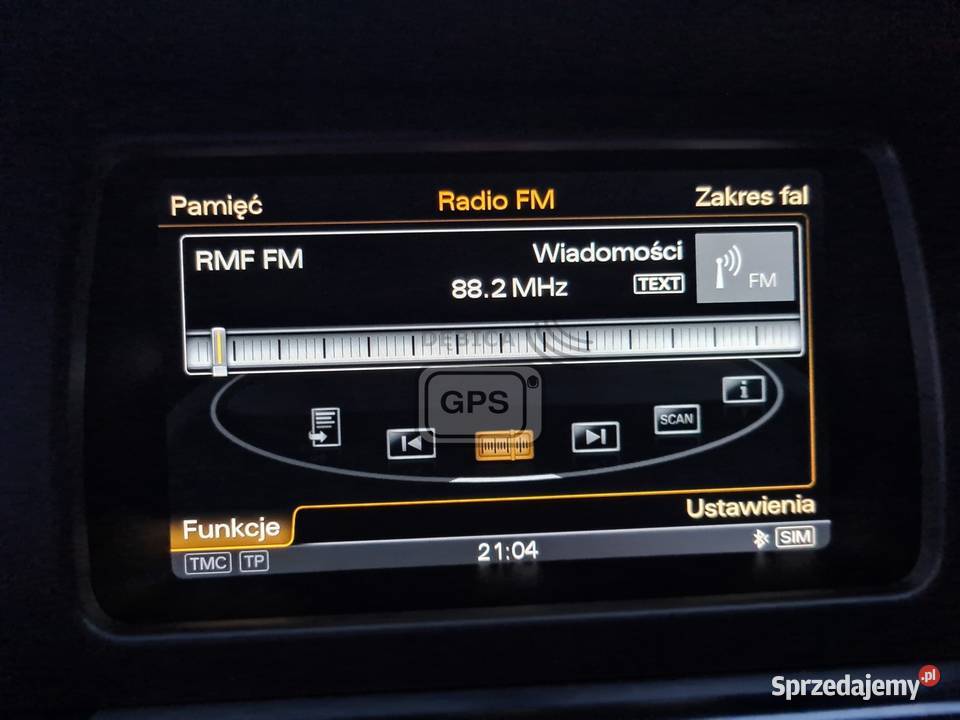 Pamięć
Radio FM
Zakres fal
RMF FM
Wiadomości
88.2 MHz
TEXT
FM
DĘBICA
GPS
SCAN
i
Funkcje
Ustawienia
TMC TP
21:04
SIM
Sprzedajemy.pl